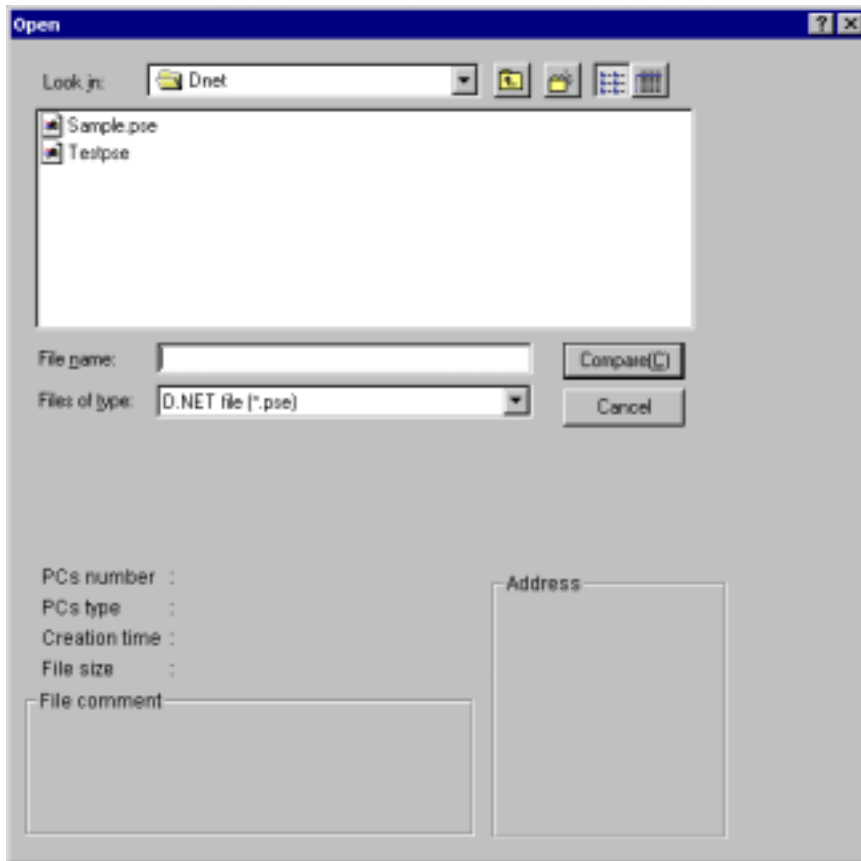 Open
Look in: Dnet
Sample.pse
Testpse
File name: Compare(C)
Files of type: D.NET file (*.pse) Cancel
PCs number :
PCs type :
Creation time :
File size :
Address
File comment